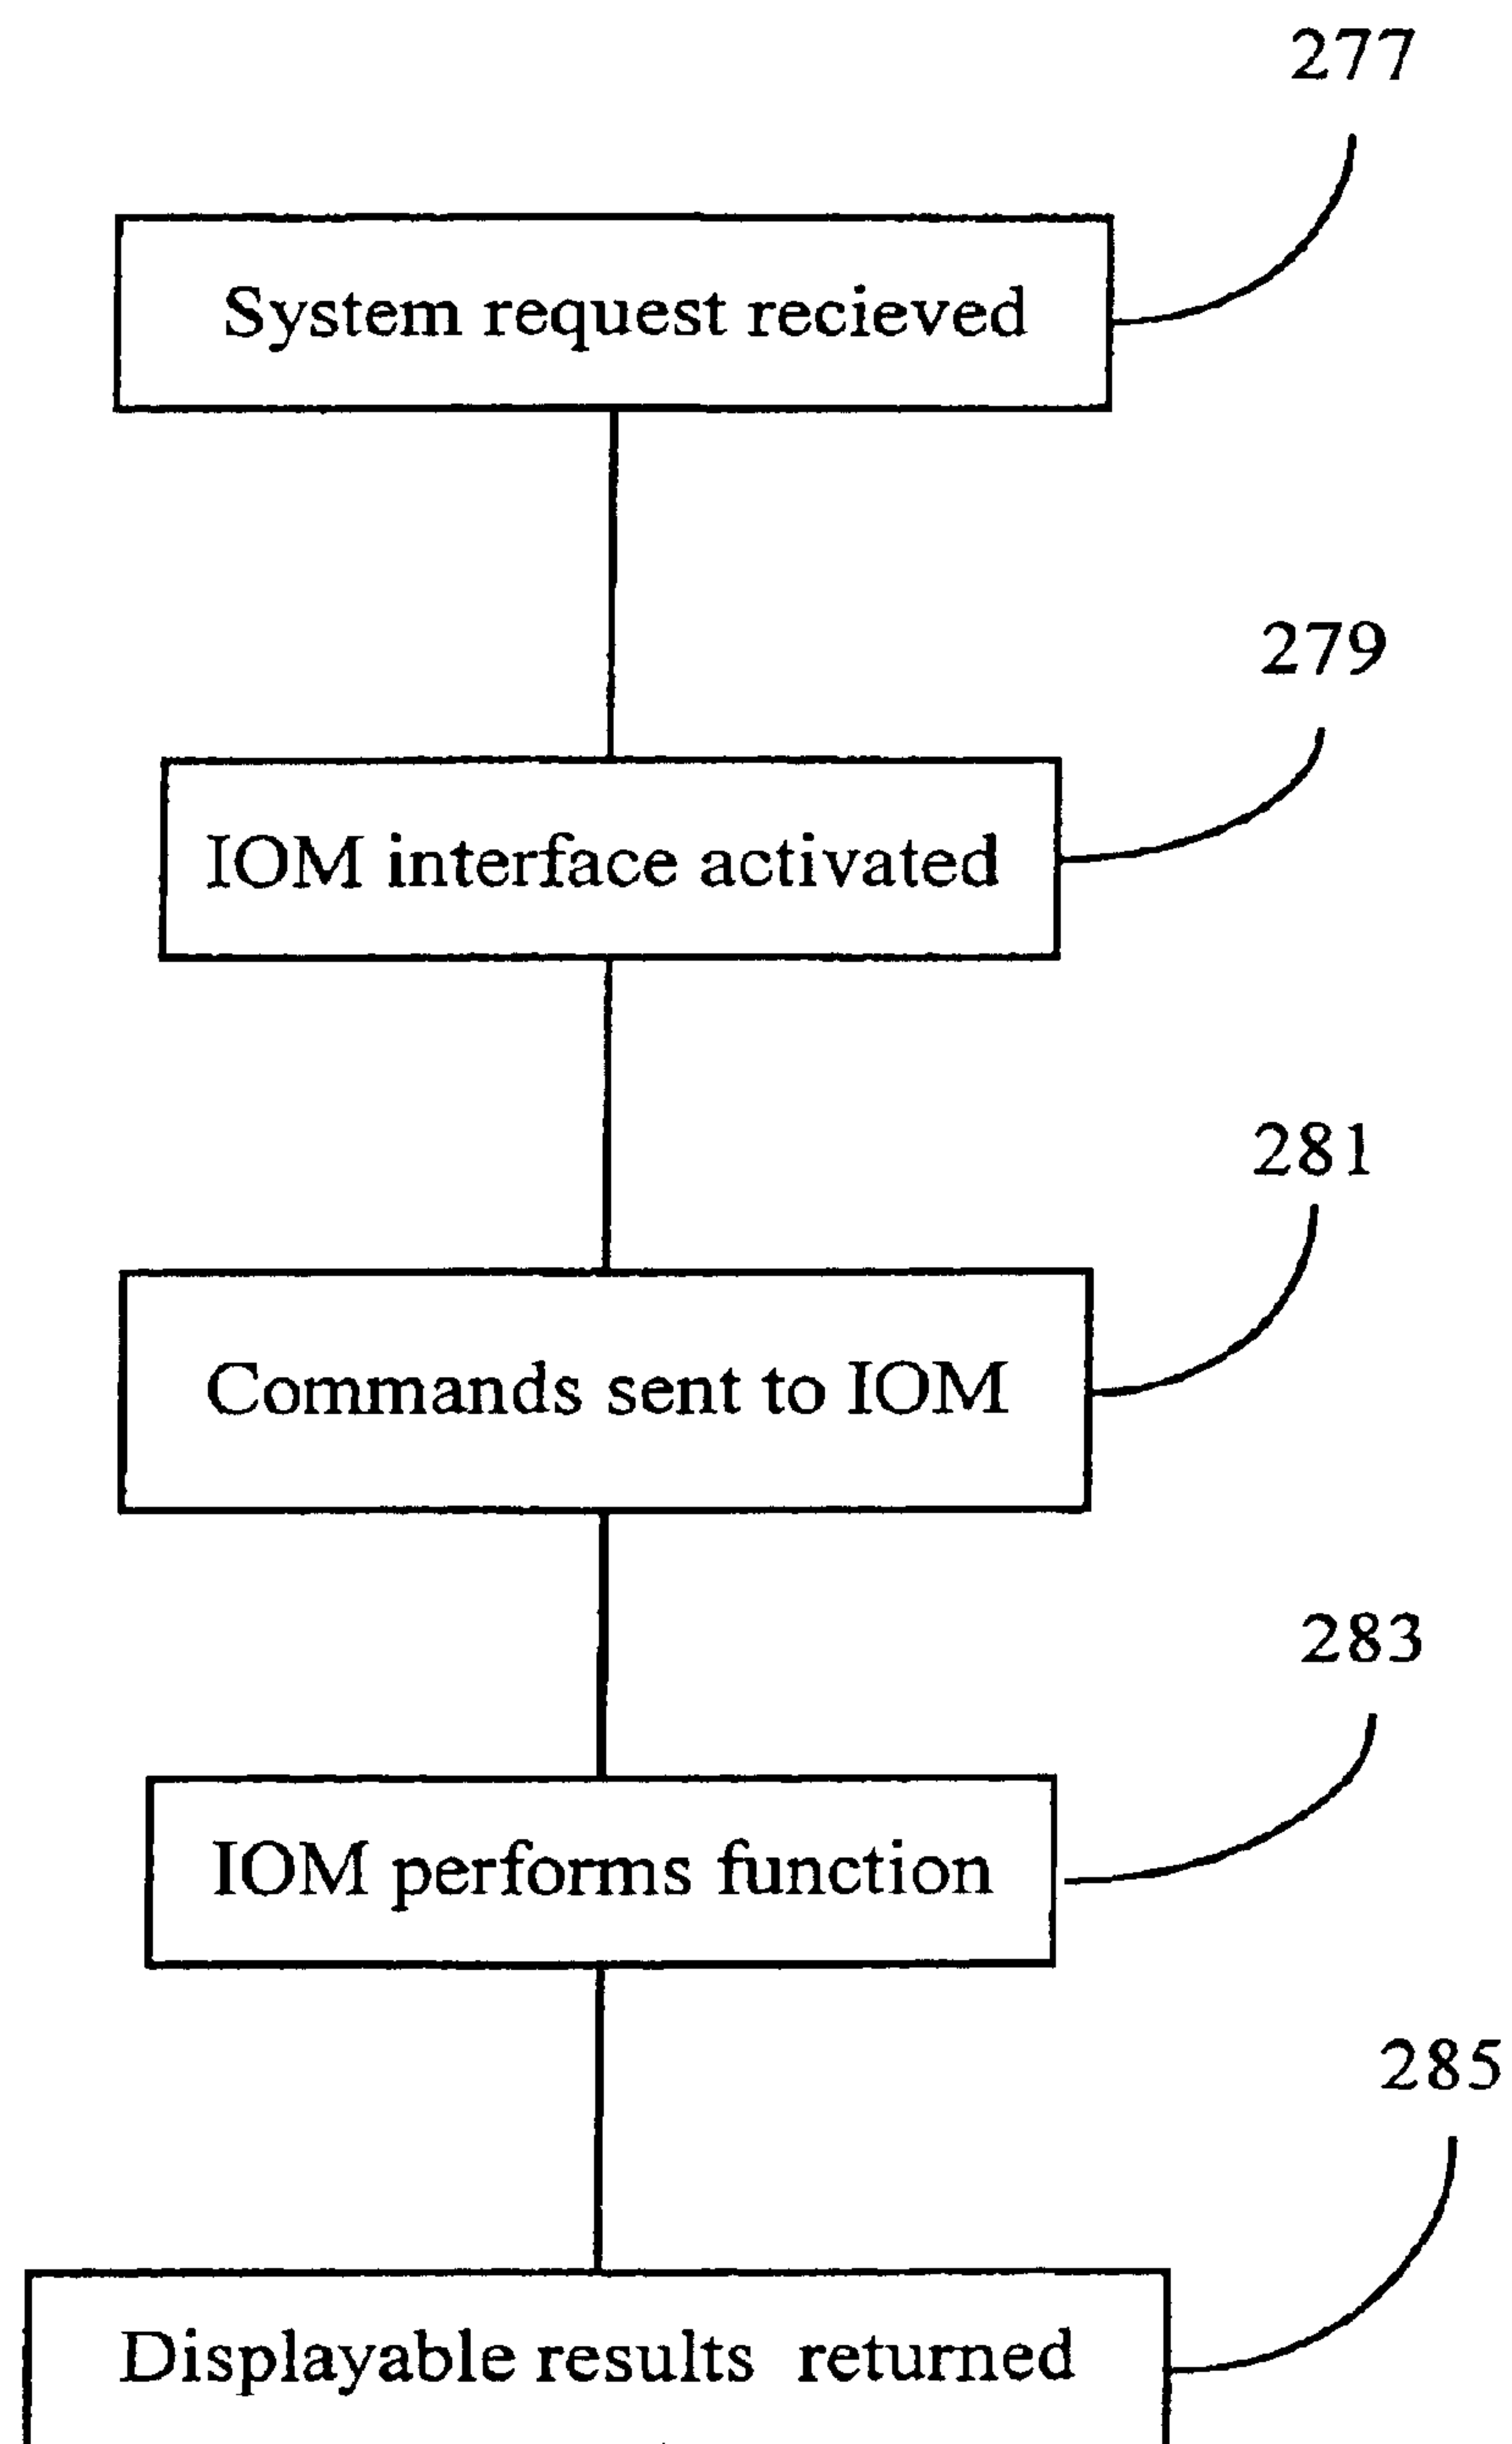 277
System request recieved
279
IOM interface activated
281
Commands sent to IOM
283
IOM performs function
285
Displayable results returned